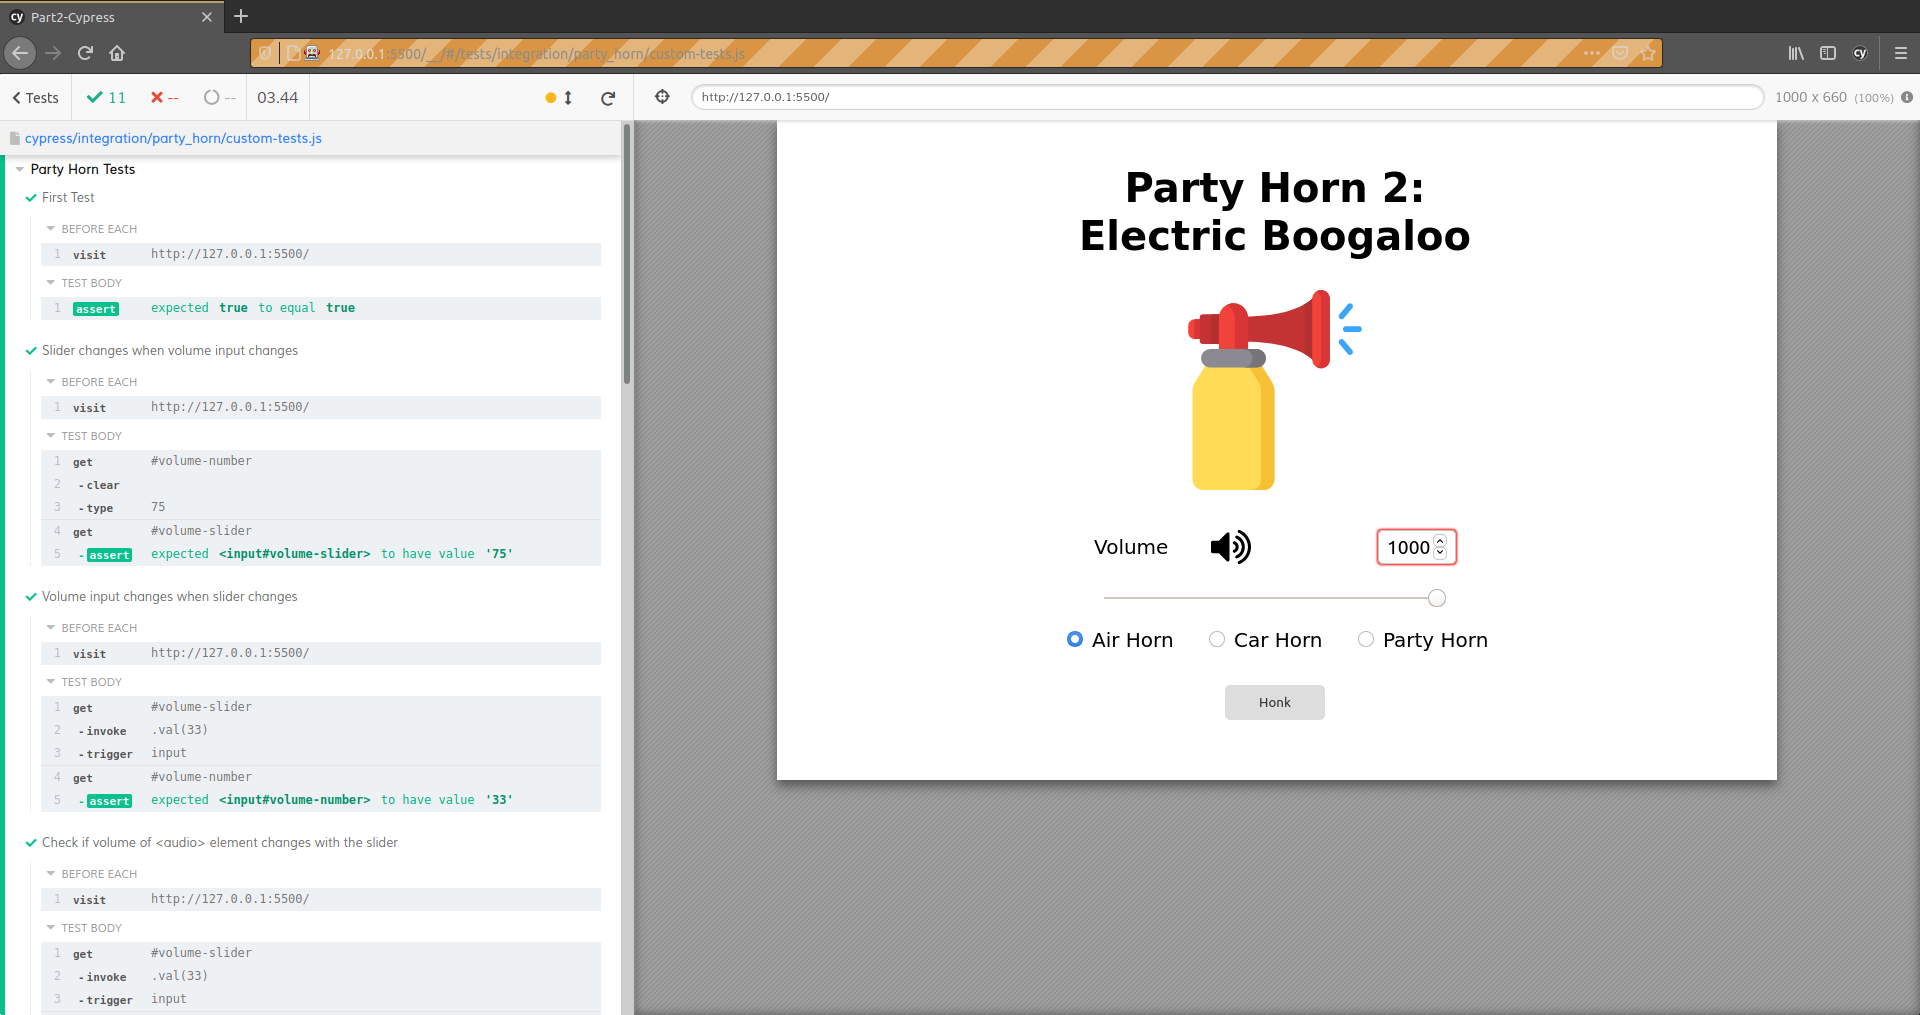 Part2-Cypress
127.0.0.1:5500/__/#/tests/integration/party_horn/custom-tests.js
Tests 11 -- -- 03.44
http://127.0.0.1:5500/ 1000 x 660 (100%)
cypress/integration/party_horn/custom-tests.js
Party Horn Tests
First Test
BEFORE EACH
1 visit http://127.0.0.1:5500/
TEST BODY
1 assert expected true to equal true
Slider changes when volume input changes
BEFORE EACH
1 visit http://127.0.0.1:5500/
TEST BODY
1 get #volume-number
2 -clear
3 -type 75
4 get #volume-slider
5 -assert expected <input#volume-slider> to have value '75'
Volume input changes when slider changes
BEFORE EACH
1 visit http://127.0.0.1:5500/
TEST BODY
1 get #volume-slider
2 -invoke .val(33)
3 -trigger input
4 get #volume-number
5 -assert expected <input#volume-number> to have value '33'
Check if volume of <audio> element changes with the slider
BEFORE EACH
1 visit http://127.0.0.1:5500/
TEST BODY
1 get #volume-slider
2 -invoke .val(33)
3 -trigger input
Party Horn 2:
Electric Boogaloo
Volume 1000
Air Horn Car Horn Party Horn
Honk